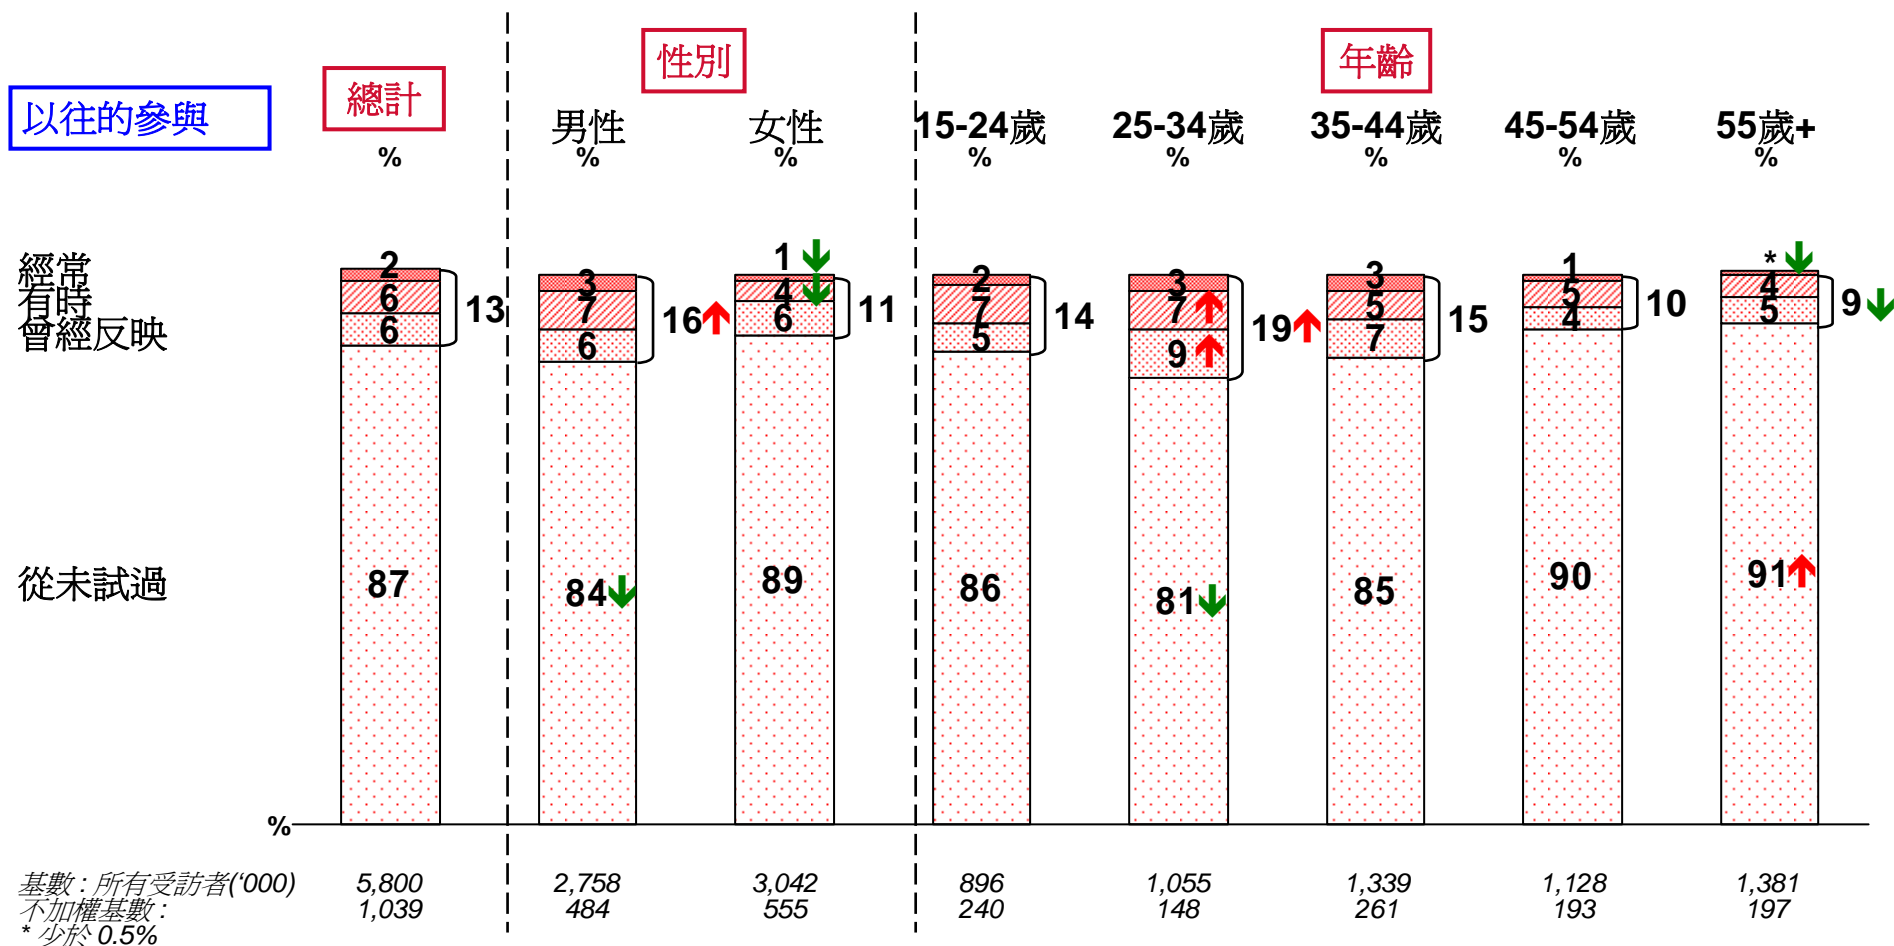 性別
年齡
總計
以往的參與
男性
女性
15-24歲
25-34歲
35-44歲
45-54歲
55歲+
% % % % % % % %
經常 2 3 1 2 3 3 1 *
有時 6 7 4 7 7 5 5 4
曾經反映 6 6 6 5 9 7 4 5
13 16 11 14 19 15 10 9
從未試過 87 84 89 86 81 85 90 91
%
基數 : 所有受訪者(‘000) 5,800 2,758 3,042 896 1,055 1,339 1,128 1,381
不加權基數 : 1,039 484 555 240 148 261 193 197
* 少於 0.5%